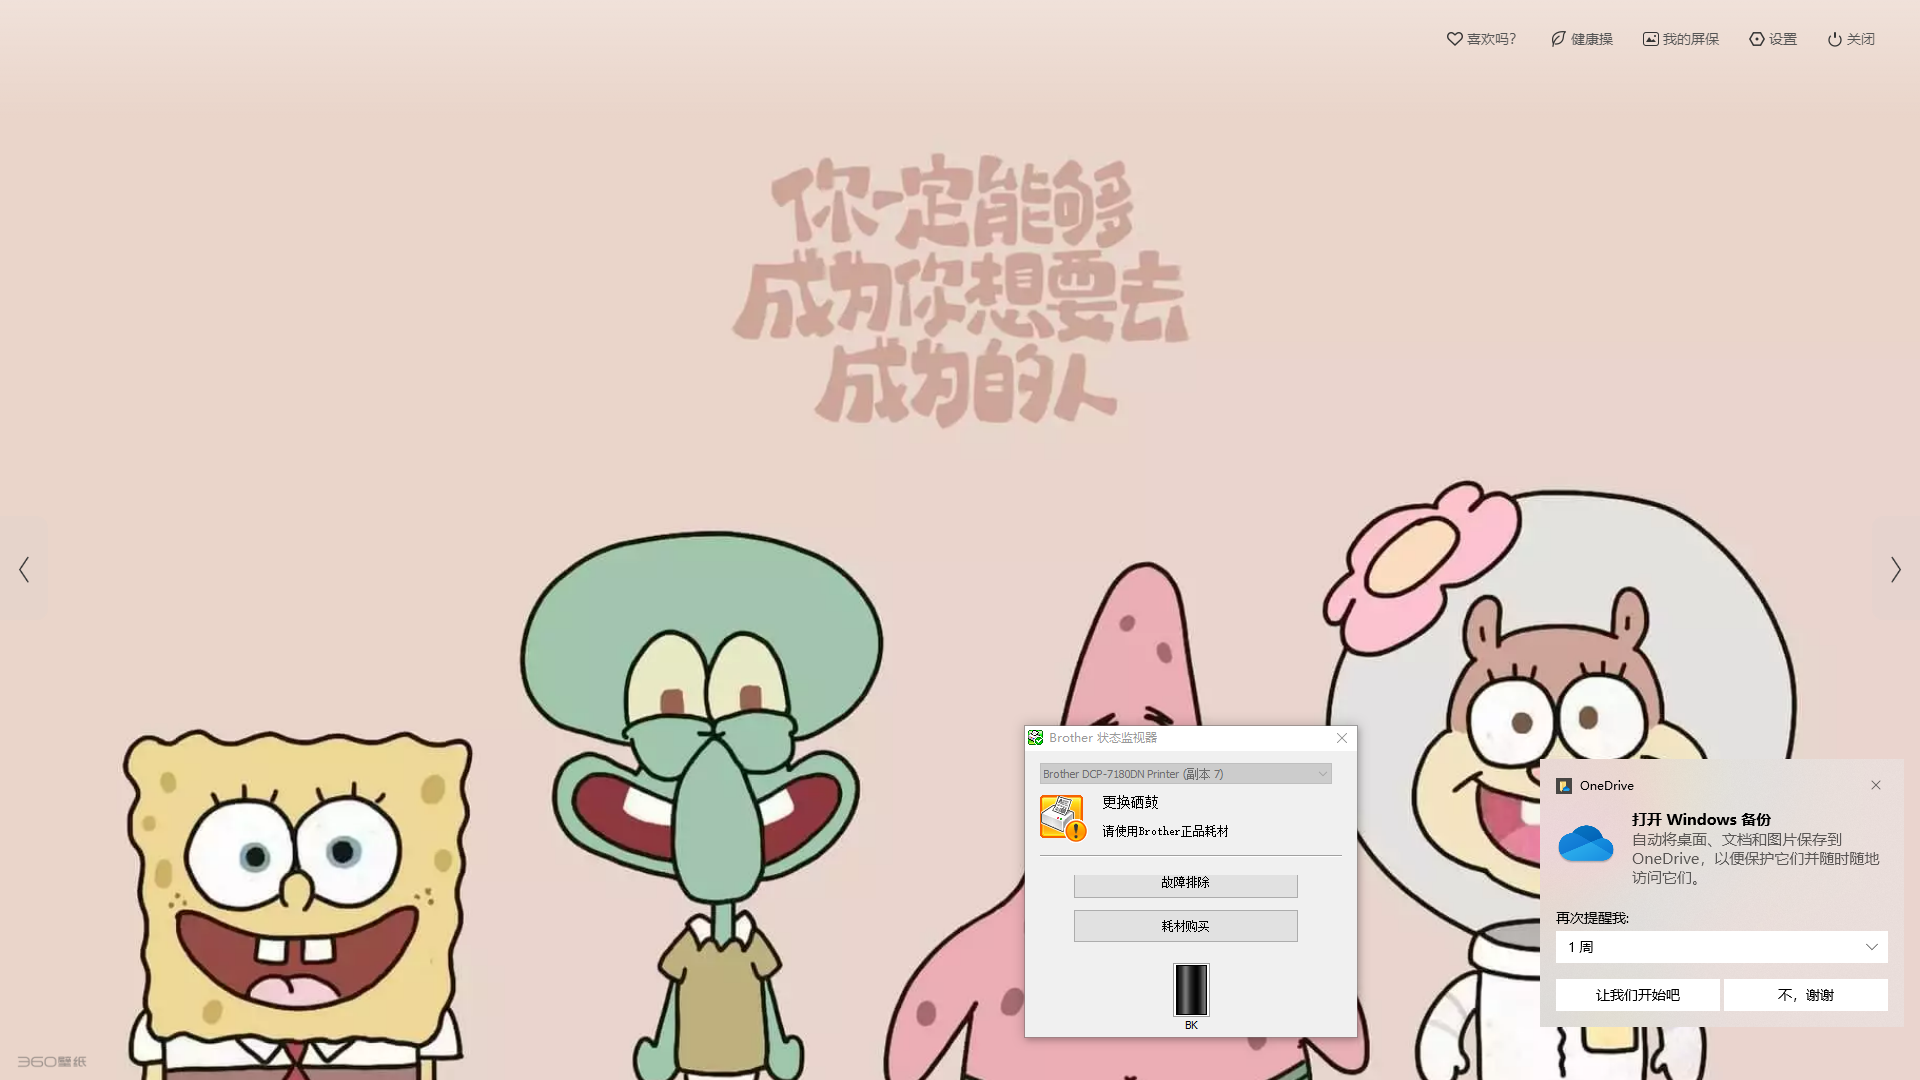 喜欢吗?
健康操
我的屏保
设置
关闭
你一定能够
成为你想要去
成为的人
Brother 状态监视器
Brother DCP-7180DN Printer (副本 7)
更换硒鼓
请使用Brother正品耗材
故障排除
耗材购买
BK
OneDrive
打开 Windows 备份
自动将桌面、文档和图片保存到
OneDrive，以便保护它们并随时随地
访问它们。
再次提醒我:
1 周
让我们开始吧
不，谢谢
360壁纸